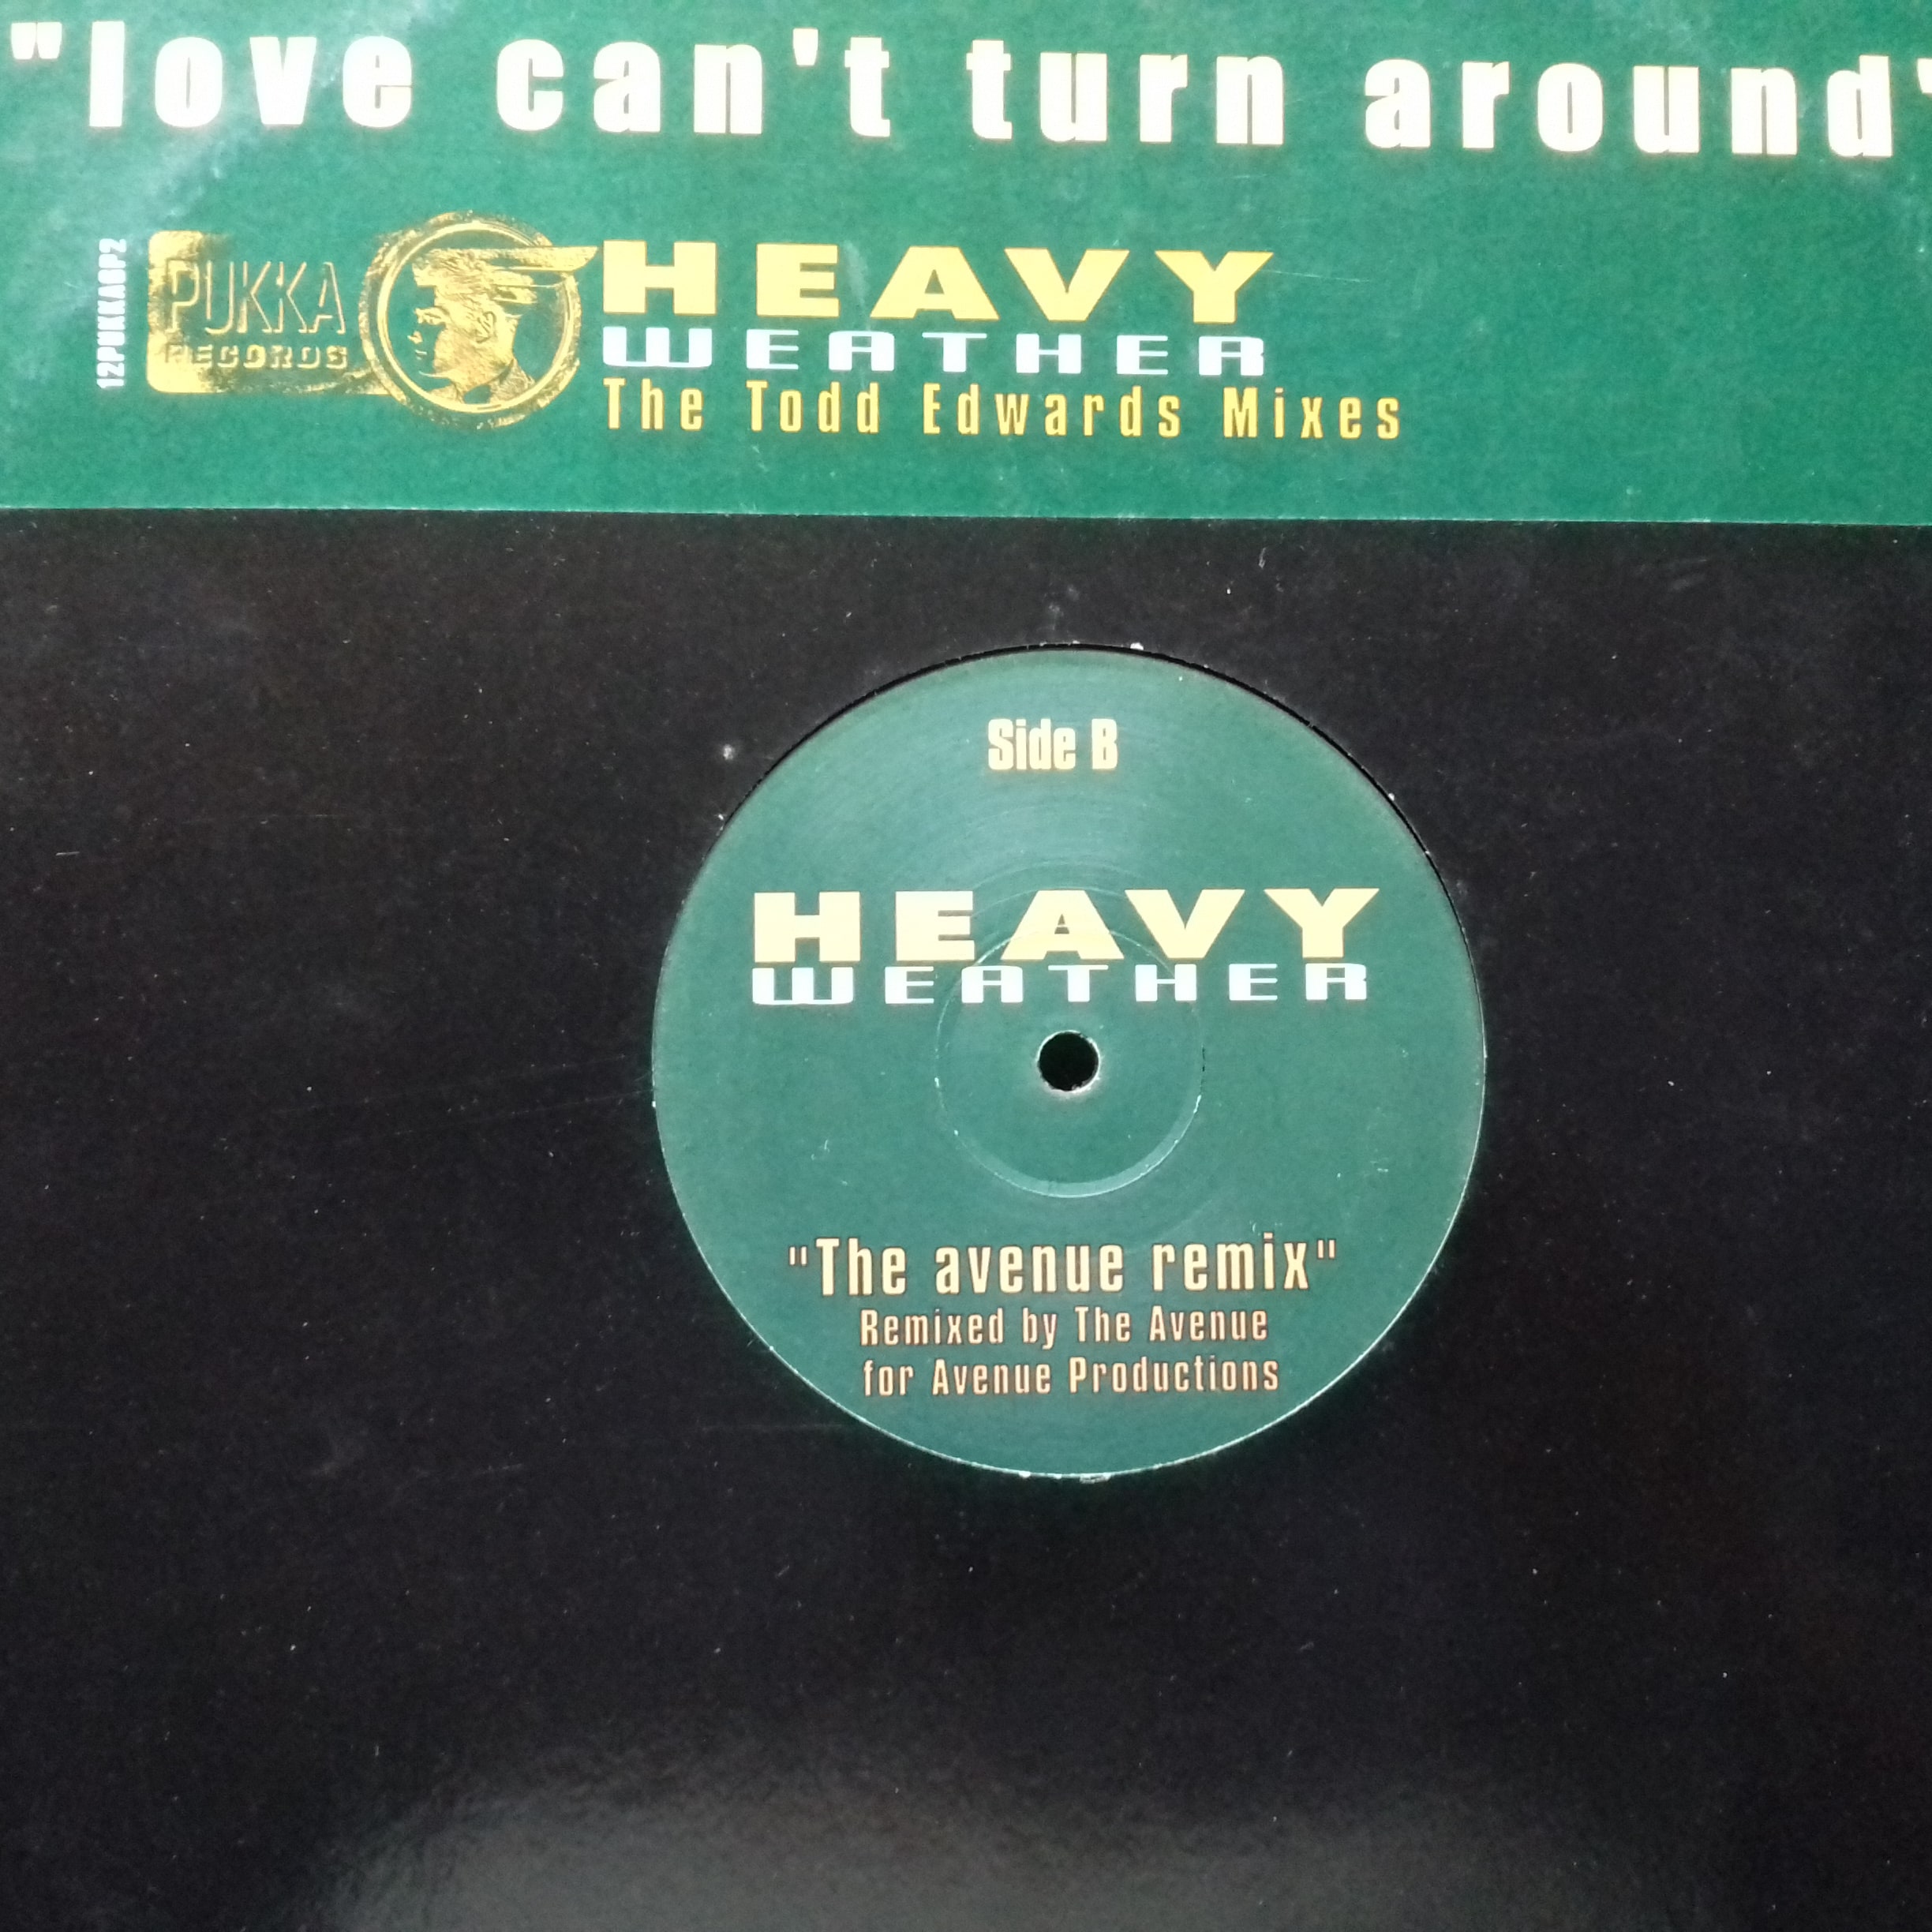 "love can't turn around"
12PUKKAGP2
PUKKA
RECORDS
HEAVY
WEATHER
The Todd Edwards Mixes
Side B
HEAVY
WEATHER
"The avenue remix"
Remixed by The Avenue
for Avenue Productions